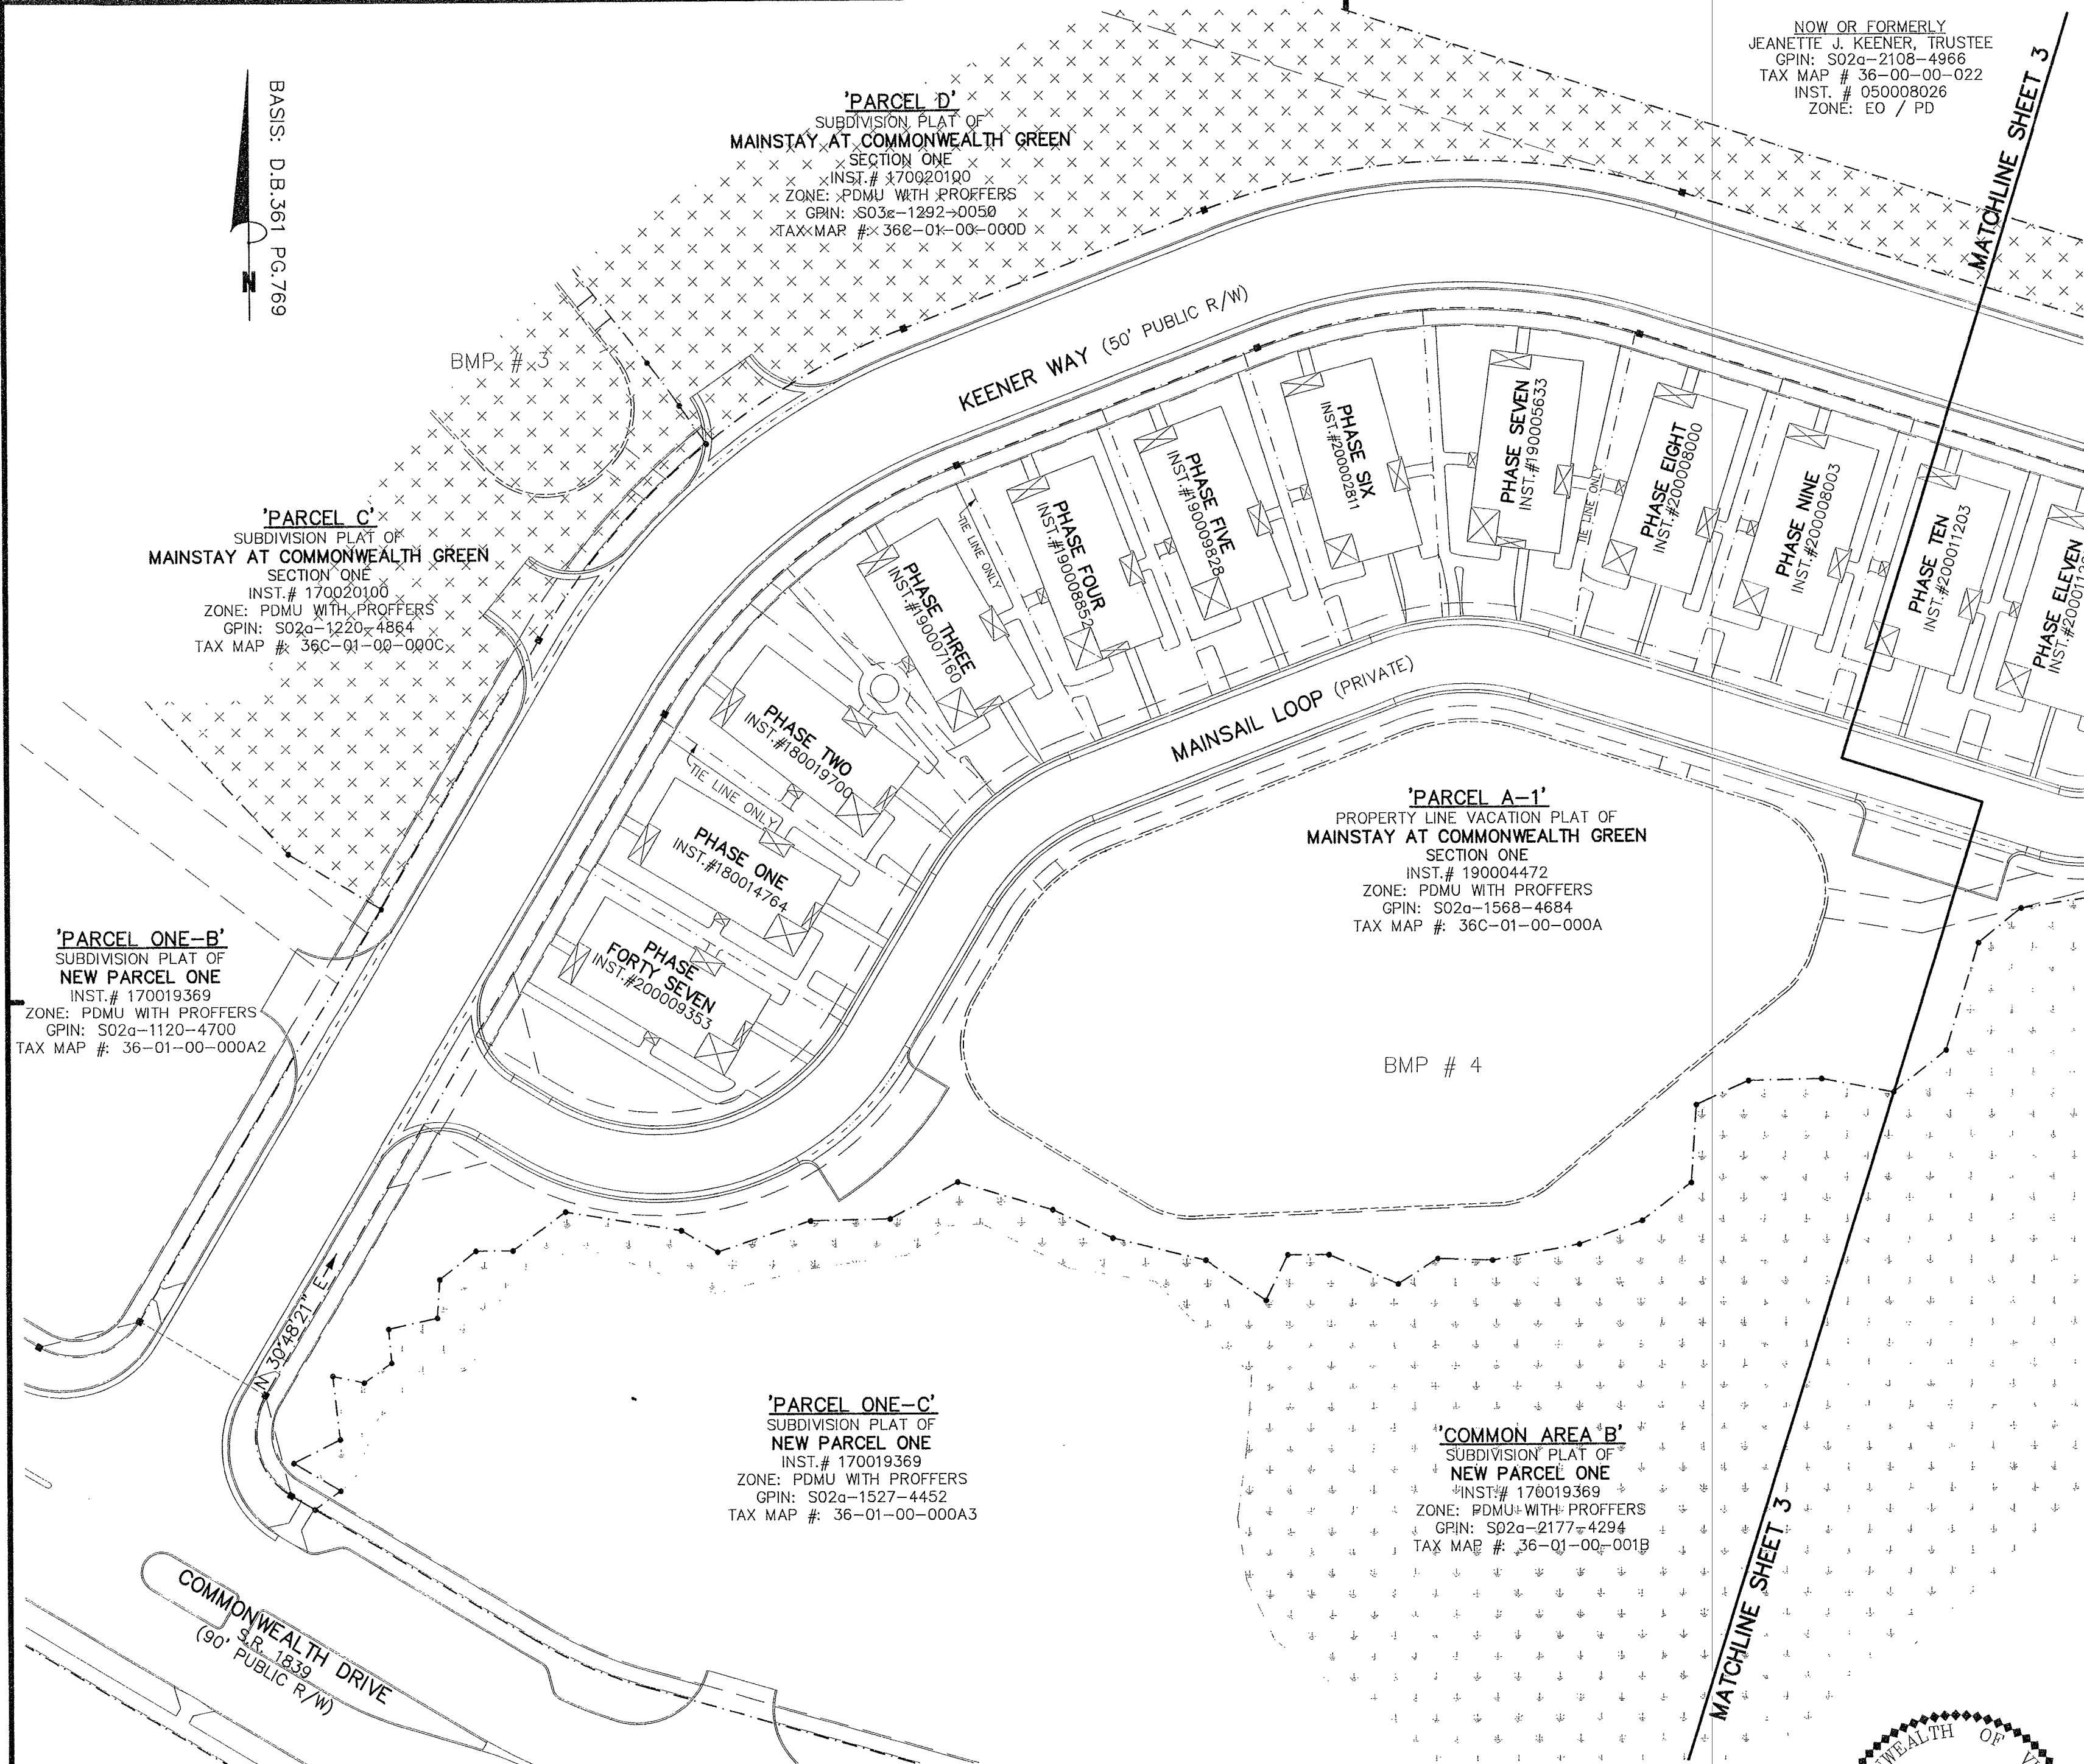 NOW OR FORMERLY
JEANETTE J. KEENER, TRUSTEE
GPIN: S02a-2108-4966
TAX MAP # 36-00-00-022
INST. # 050008026
ZONE: EO / PD
MATCHLINE SHEET 3
BASIS: D.B.361 PG.769
N
'PARCEL D'
SUBDIVISION PLAT OF
MAINSTAY AT COMMONWEALTH GREEN
SECTION ONE
INST.# 170020100
ZONE: PDMU WITH PROFFERS
GPIN: S03c-1292-0050
TAX MAP #: 36C-01-00-000D
BMP # 3
KEENER WAY (50' PUBLIC R/W)
'PARCEL C'
SUBDIVISION PLAT OF
MAINSTAY AT COMMONWEALTH GREEN
SECTION ONE
INST.# 170020100
ZONE: PDMU WITH PROFFERS
GPIN: S02a-1220-4864
TAX MAP #: 36C-01-00-000C
PHASE SEVEN
INST.#190005633
PHASE SIX
INST.#200002811
PHASE EIGHT
INST.#200008000
TIE LINE ONLY
PHASE FIVE
INST.#190009828
PHASE NINE
INST.#200008003
PHASE FOUR
INST.#190008852
TIE LINE ONLY
PHASE TEN
INST.#200011203
PHASE ELEVEN
PHASE THREE
INST.#190007160
MAINSAIL LOOP (PRIVATE)
PHASE TWO
INST.#180019700
TIE LINE ONLY
PHASE ONE
INST.#180014764
PHASE
FORTY SEVEN
INST.#200009353
'PARCEL A-1'
PROPERTY LINE VACATION PLAT OF
MAINSTAY AT COMMONWEALTH GREEN
SECTION ONE
INST.# 190004472
ZONE: PDMU WITH PROFFERS
GPIN: S02a-1568-4684
TAX MAP #: 36C-01-00-000A
'PARCEL ONE-B'
SUBDIVISION PLAT OF
NEW PARCEL ONE
INST.# 170019369
ZONE: PDMU WITH PROFFERS
GPIN: S02a-1120-4700
TAX MAP #: 36-01-00-000A2
BMP # 4
N 30°48'21" E
'PARCEL ONE-C'
SUBDIVISION PLAT OF
NEW PARCEL ONE
INST.# 170019369
ZONE: PDMU WITH PROFFERS
GPIN: S02a-1527-4452
TAX MAP #: 36-01-00-000A3
'COMMON AREA B'
SUBDIVISION PLAT OF
NEW PARCEL ONE
INST.# 170019369
ZONE: PDMU WITH PROFFERS
GPIN: S02a-2177-4294
TAX MAP #: 36-01-00-001B
MATCHLINE SHEET 3
COMMONWEALTH DRIVE
S.R. 1839
(90' PUBLIC R/W)
WEALTH OF